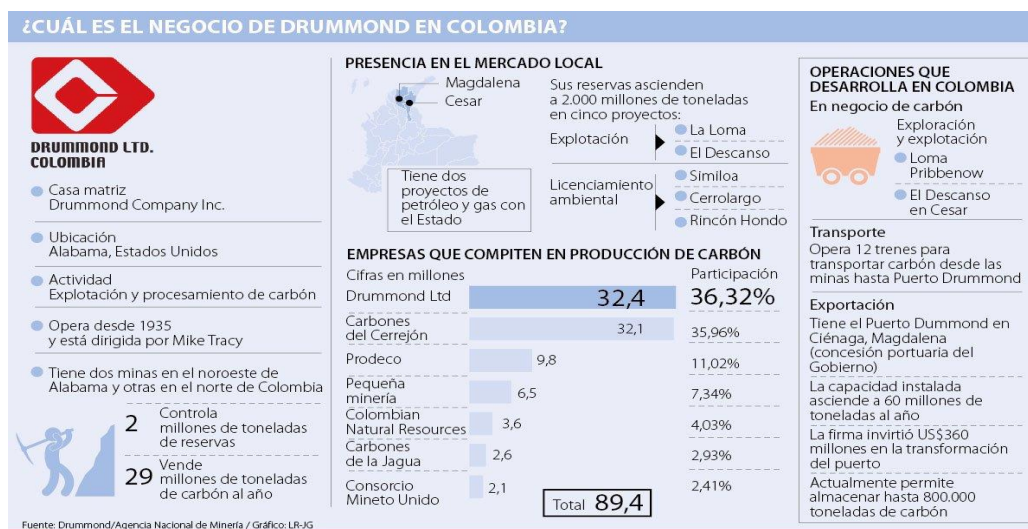 ¿CUÁL ES EL NEGOCIO DE DRUMMOND EN COLOMBIA?
DRUMMOND LTD.
COLOMBIA
Casa matriz
Drummond Company Inc.
Ubicación
Alabama, Estados Unidos
Actividad
Explotación y procesamiento de carbón
Opera desde 1935
y está dirigida por Mike Tracy
Tiene dos minas en el noroeste de
Alabama y otras en el norte de Colombia
2 Controla
millones de toneladas
de reservas
29 Vende
millones de toneladas
de carbón al año
PRESENCIA EN EL MERCADO LOCAL
Magdalena
Cesar
Tiene dos
proyectos de
petróleo y gas con
el Estado
Sus reservas ascienden
a 2.000 millones de toneladas
en cinco proyectos:
Explotación
La Loma
El Descanso
Licenciamiento
ambiental
Similoa
Cerrolargo
Rincón Hondo
EMPRESAS QUE COMPITEN EN PRODUCCIÓN DE CARBÓN
Cifras en millones Participación
Drummond Ltd 32,4 36,32%
Carbones
del Cerrejón 32,1 35,96%
Prodeco 9,8 11,02%
Pequeña
minería 6,5 7,34%
Colombian
Natural Resources 3,6 4,03%
Carbones
de la Jagua 2,6 2,93%
Consorcio
Mineto Unido 2,1 2,41%
Total 89,4
OPERACIONES QUE
DESARROLLA EN COLOMBIA
En negocio de carbón
Exploración
y explotación
Loma
Pribbenow
El Descanso
en Cesar
Transporte
Opera 12 trenes para
transportar carbón desde las
minas hasta Puerto Drummond
Exportación
Tiene el Puerto Dummond en
Ciénaga, Magdalena
(concesión portuaria del
Gobierno)
La capacidad instalada
asciende a 60 millones de
toneladas al año
La firma invirtió US$360
millones en la transformación
del puerto
Actualmente permite
almacenar hasta 800.000
toneladas de carbón
Fuente: Drummond/Agencia Nacional de Minería / Gráfico: LR-JG